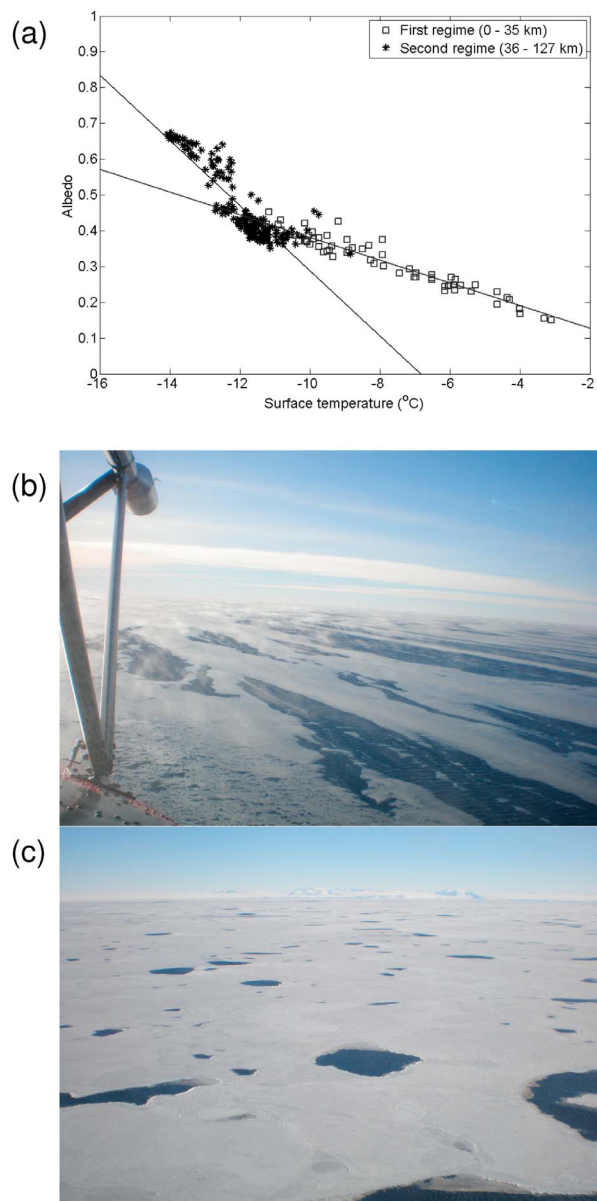 (a)
1
0.9
0.8
0.7
0.6
0.5
0.4
0.3
0.2
0.1
0
Albedo
First regime (0 - 35 km)
Second regime (36 - 127 km)
-16 -14 -12 -10 -8 -6 -4 -2
Surface temperature (°C)
(b)
(c)